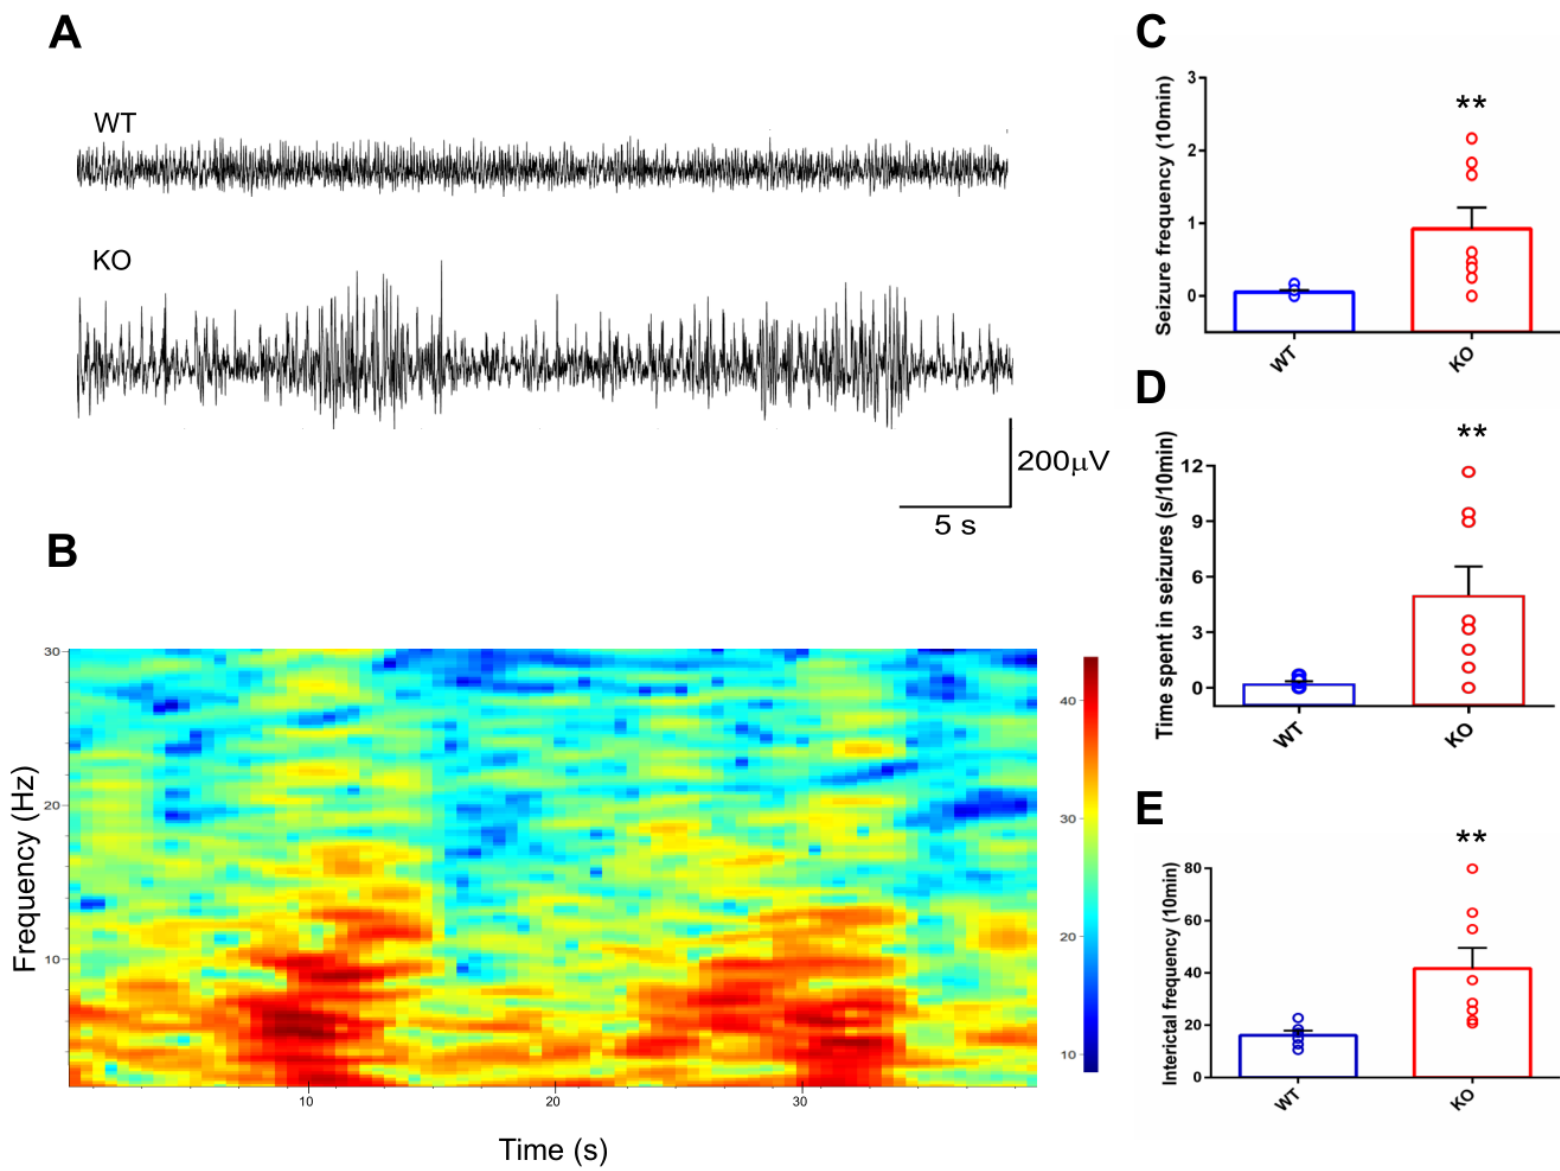 A
WT
KO
200µV
5 s
B
Frequency (Hz)
30
20
10
10
20
30
Time (s)
40
30
20
10
C
Seizure frequency (10min)
3
2
1
0
**
WT
KO
D
Time spent in seizures (s/10min)
12
9
6
3
0
**
WT
KO
E
Interictal frequency (10min)
80
60
40
20
0
**
WT
KO